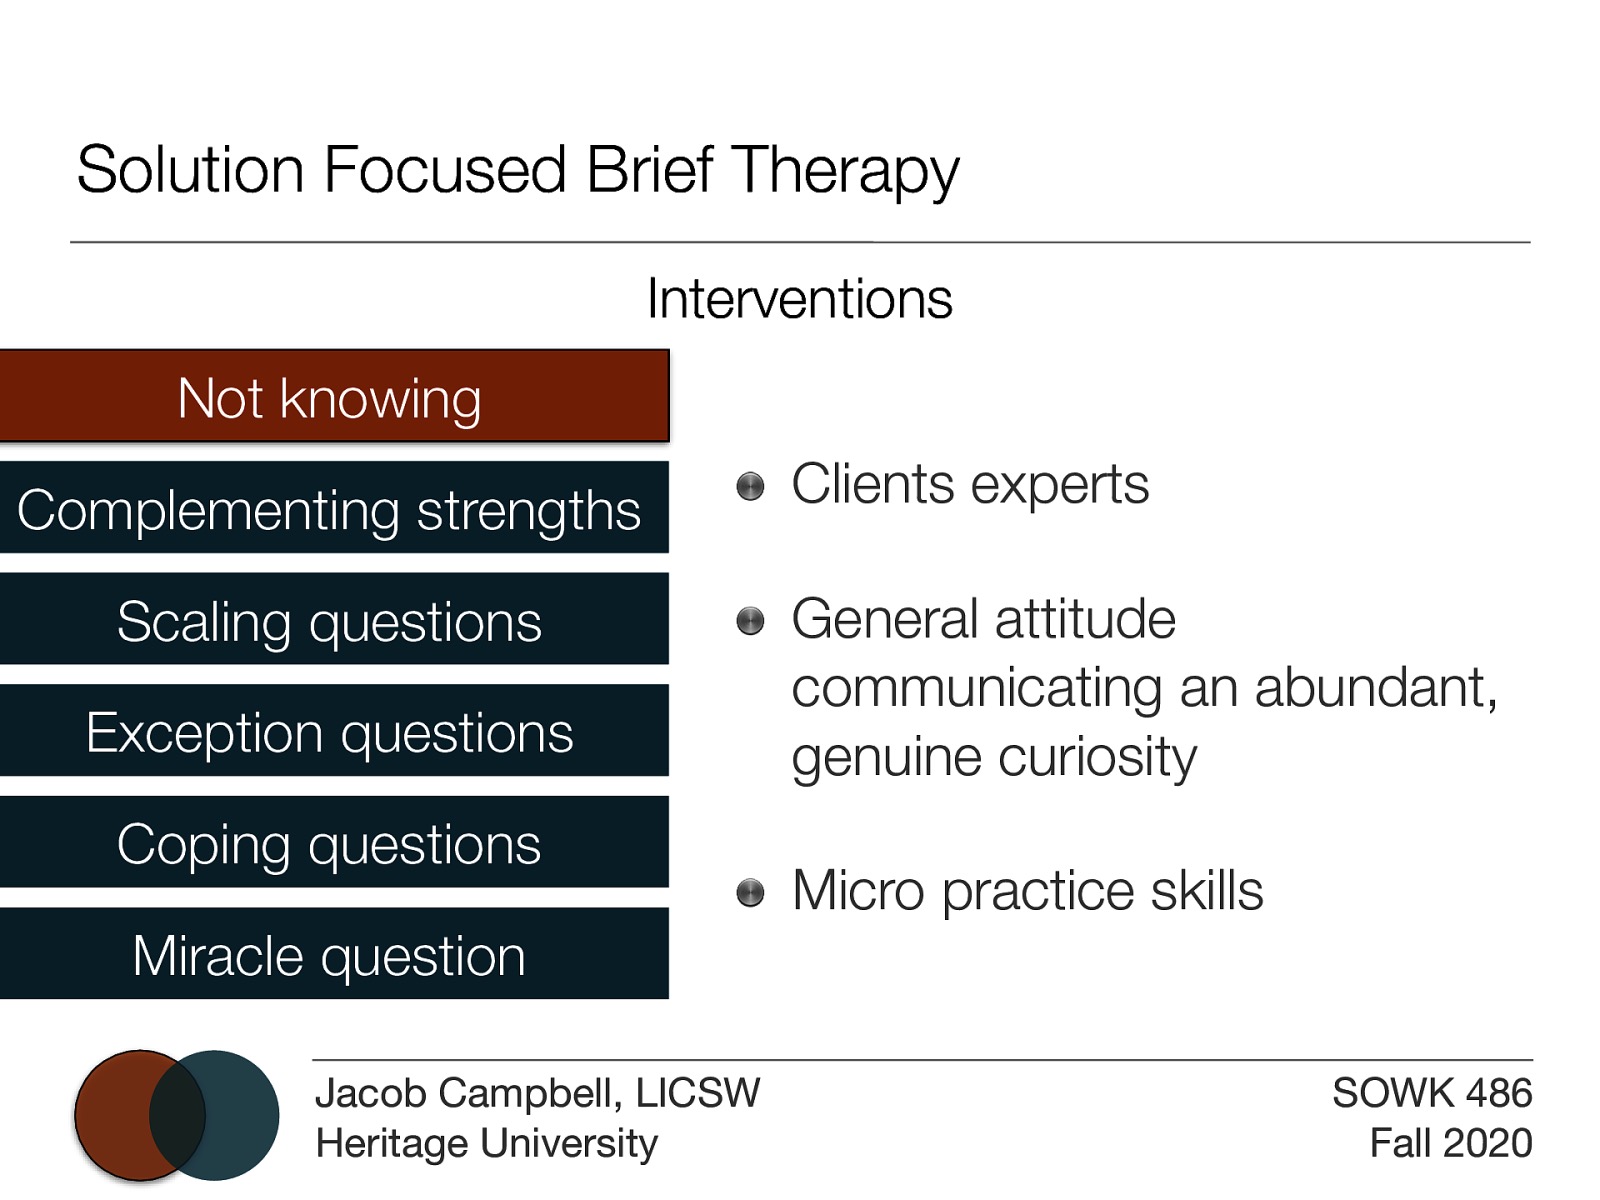 Solution Focused Brief Therapy
Interventions
Not knowing
Complementing strengths
Scaling questions
Exception questions
Coping questions
Miracle question
Clients experts
General attitude
communicating an abundant,
genuine curiosity
Micro practice skills
Jacob Campbell, LICSW
Heritage University
SOWK 486
Fall 2020